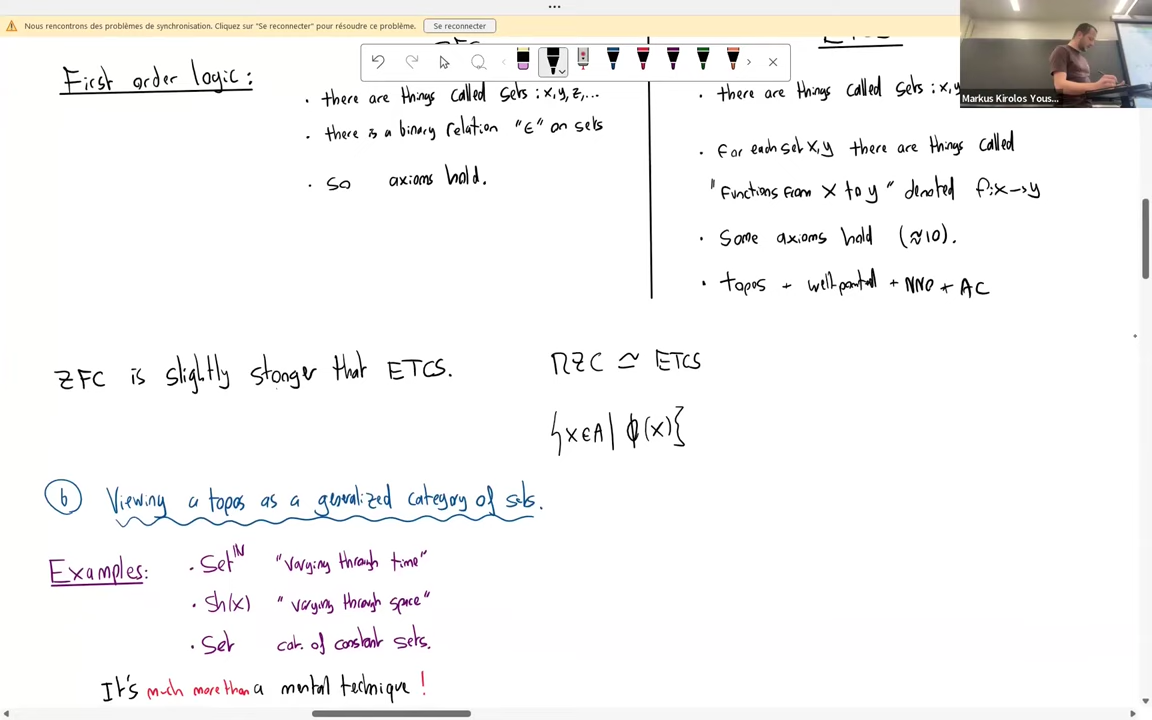 Nous rencontrons des problèmes de synchronisation. Cliquez sur "Se reconnecter" pour résoudre ce problème.
Se reconnecter
Markus Kirolos Yous...
First order logic:
· there are things called sets : x,y,z,...
· there is a binary relation "∈" on sets
· so axioms hold.
ETCS
· there are things called sets : x,y
· For each set x,y there are things called
"functions from x to y" denoted f:x→y
· Some axioms hold (≈10).
· topos + well-pointed + NNO + AC
ZFC is slightly stonger that ETCS.
≃ ETCS
{x∈A | ϕ(x)}
6 Viewing a topos as a generalized category of sets.
Examples:
· Set^ℕ "Varying through time"
· Sh(x) "varying through space"
· Set cat. of constant sets.
It's much more than a mental technique !